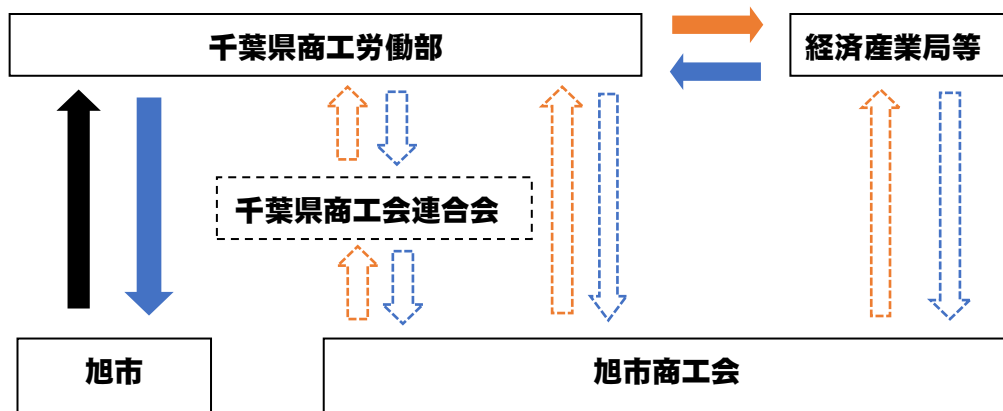 千葉県商工労働部
経済産業局等
千葉県商工会連合会
旭市
旭市商工会